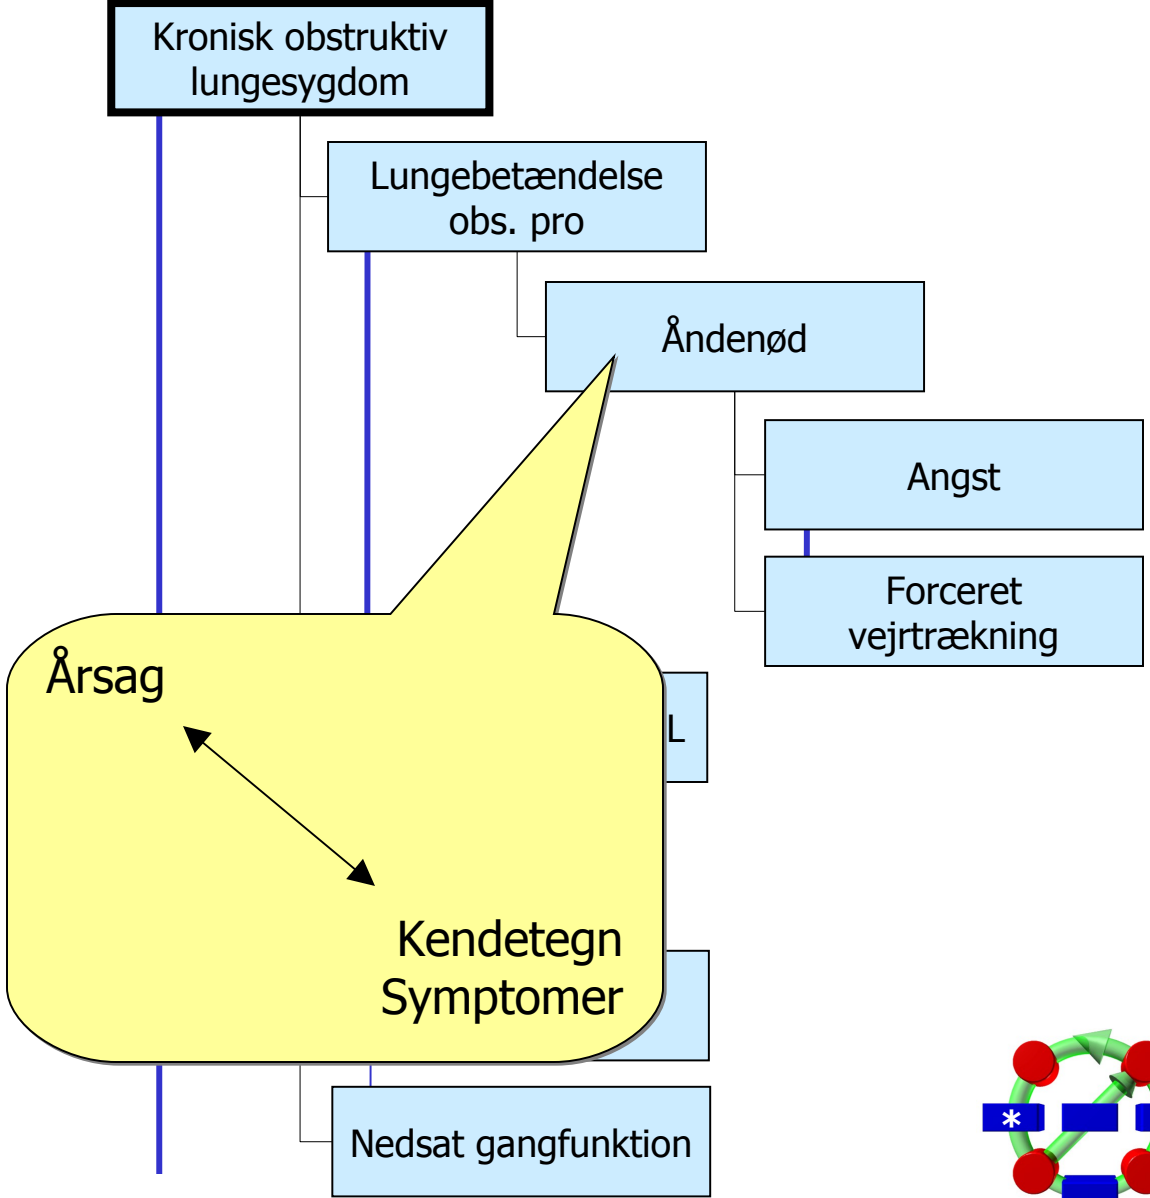 Kronisk obstruktiv
lungesygdom
Lungebetændelse
obs. pro
Åndenød
Angst
Forceret
vejrtrækning
Årsag
L
Kendetegn
Symptomer
Nedsat gangfunktion
*